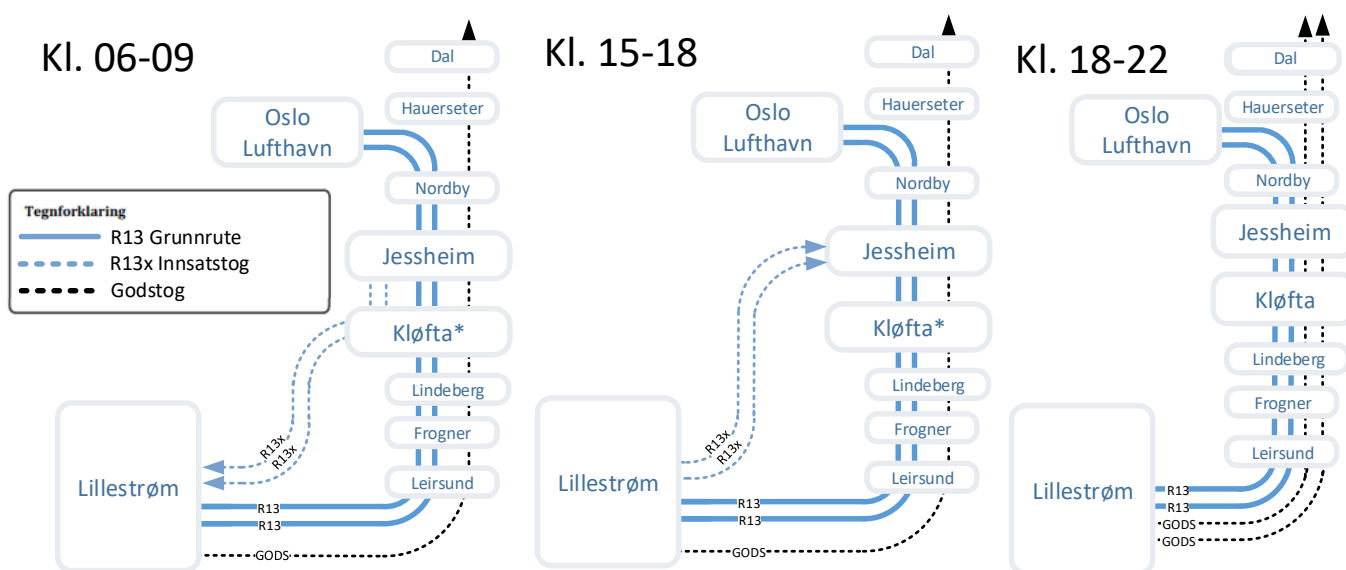 Kl. 06-09
Dal
Hauerseter
Oslo
Lufthavn
Nordby
Tegnforklaring
R13 Grunnrute
R13x Innsatstog
Godstog
Jessheim
Kløfta*
Lindeberg
Frogner
Leirsund
R13x
R13x
Lillestrøm
R13
R13
GODS
Kl. 15-18
Dal
Hauerseter
Oslo
Lufthavn
Nordby
Jessheim
Kløfta*
Lindeberg
Frogner
Leirsund
R13x
R13x
Lillestrøm
R13
R13
GODS
Kl. 18-22
Dal
Hauerseter
Oslo
Lufthavn
Nordby
Jessheim
Kløfta
Lindeberg
Frogner
Leirsund
Lillestrøm
R13
R13
GODS
GODS